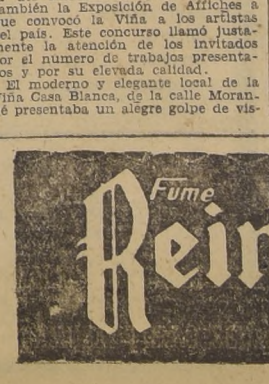 también la Exposición de Affiches a
que convocó la Viña a los artistas
el país. Este concurso llamó justa-
mente la atención de los invitados
or el numero de trabajos presenta-
os y por su elevada calidad.
El moderno y elegante local de la
Viña Casa Blanca, de la calle Moran-
é presentaba un alegre golpe de vis-
Fume
Rein